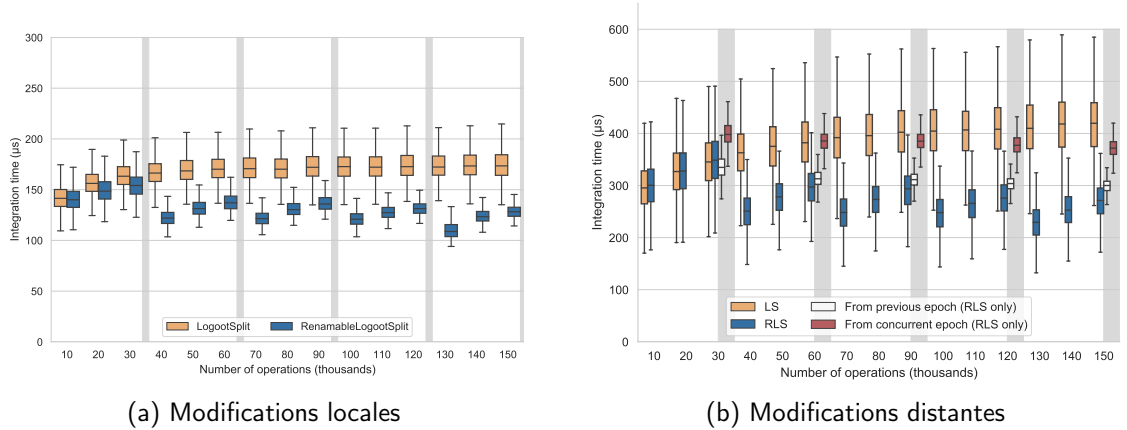 300
250
200
150
100
50
0
Integration time (µs)
LogootSplit
RenamableLogootSplit
10 20 30 40 50 60 70 80 90 100 110 120 130 140 150
Number of operations (thousands)
(a) Modifications locales
600
500
400
300
200
100
0
Integration time (µs)
LS
RLS
From previous epoch (RLS only)
From concurrent epoch (RLS only)
10 20 30 40 50 60 70 80 90 100 110 120 130 140 150
Number of operations (thousands)
(b) Modifications distantes